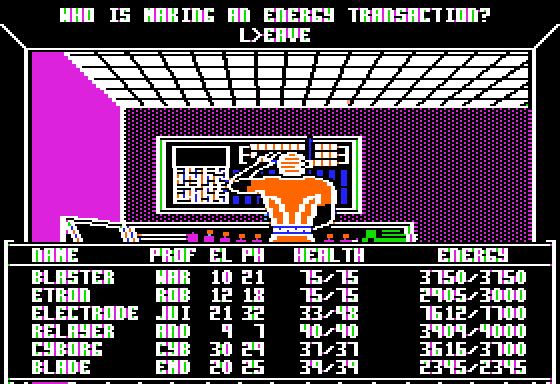 WHO IS MAKING AN ENERGY TRANSACTION?
L>EAVE
NAME PROF EL PH HEALTH ENERGY
BLASTER WAR 10 21 75/75 3750/3750
ETRON ROB 12 18 75/75 2405/3000
ELECTRODE JUI 21 32 33/48 7612/7700
RELAYER AND 9 7 40/40 3909/4000
CYBORG CYB 30 29 37/37 3616/3700
BLADE END 20 25 39/39 2345/2345